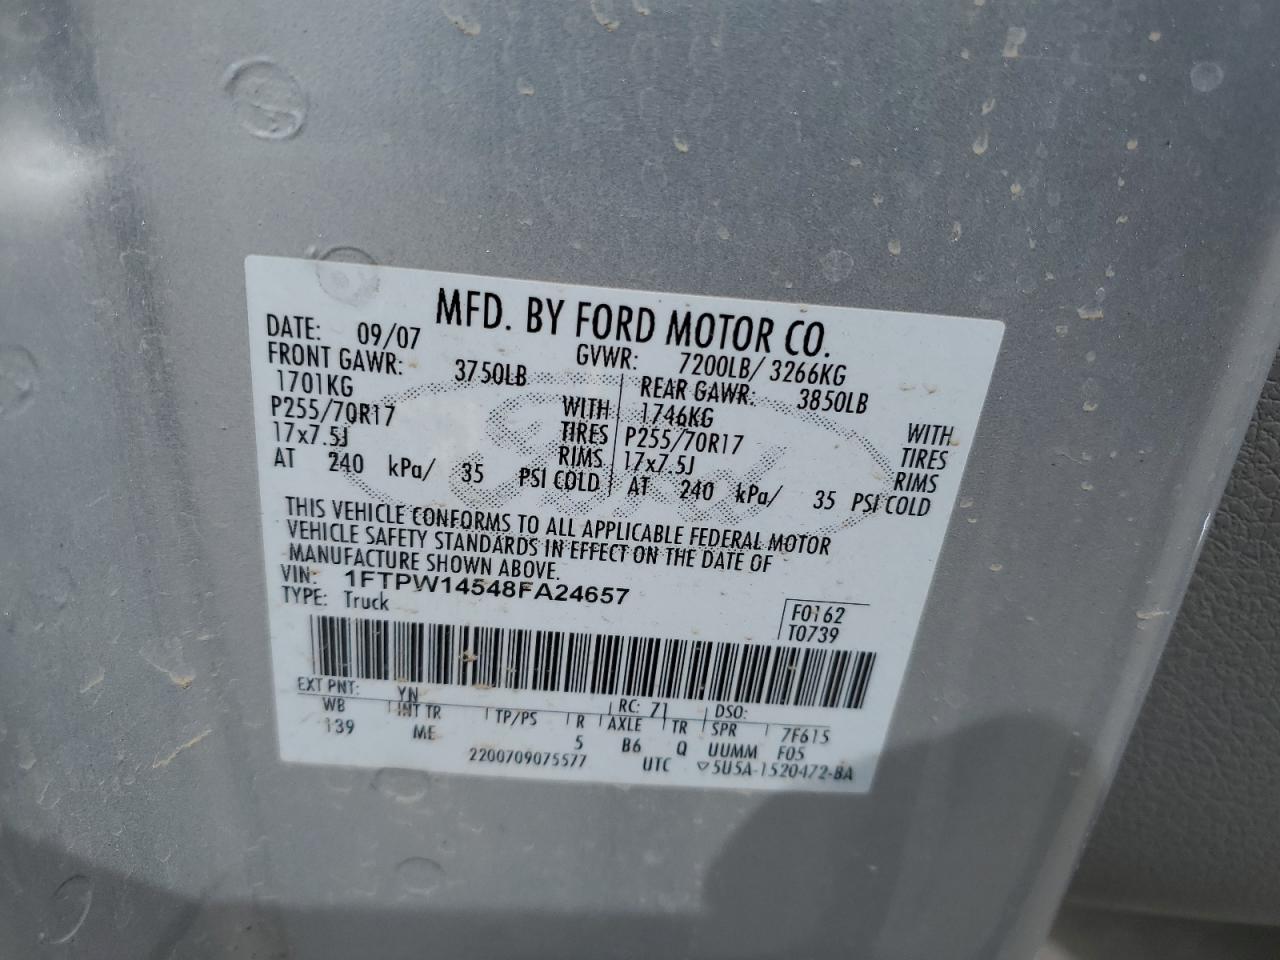 MFD. BY FORD MOTOR CO.
DATE: 09/07 GVWR: 7200LB/ 3266KG
FRONT GAWR: 3750LB REAR GAWR: 3850LB
1701KG WITH 1746KG WITH
P255/70R17 TIRES P255/70R17 TIRES
17x7.5J RIMS 17x7.5J RIMS
AT 240 kPa/ 35 PSI COLD AT 240 kPa/ 35 PSI COLD
THIS VEHICLE CONFORMS TO ALL APPLICABLE FEDERAL MOTOR
VEHICLE SAFETY STANDARDS IN EFFECT ON THE DATE OF
MANUFACTURE SHOWN ABOVE.
VIN: 1FTPW14548FA24657
TYPE: Truck
F0162
T0739
EXT PNT: YN RC: 71 DSO:
WB INT TR TP/PS R AXLE TR SPR 7F615
139 ME 5 B6 Q UUMM F05
2200709075577 UTC ▽5U5A-1520472-BA
Ford